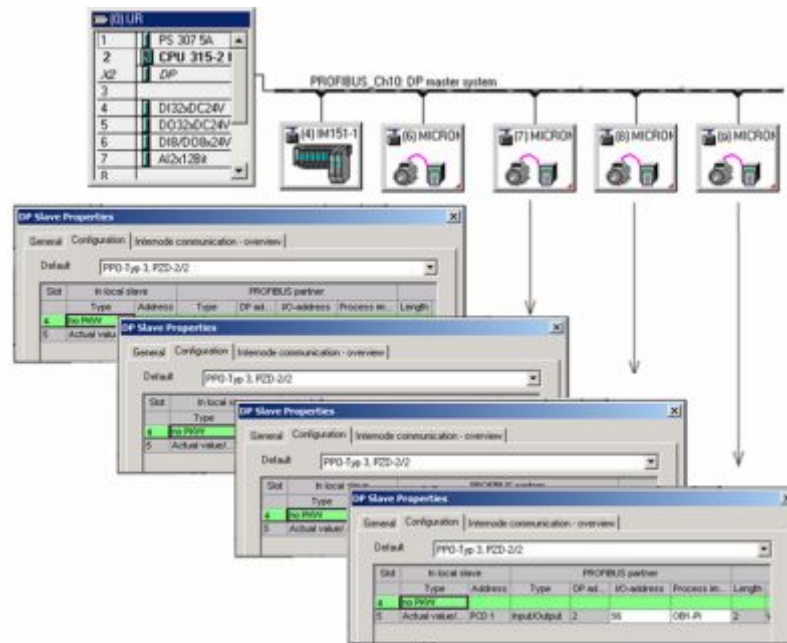 (0) UR
1 PS 307 5A
2 CPU 315-2
X2 DP
3
4 DI32xDC24V
5 DO32xDC24V
6 DI8/DO8x24V
7 AI2x12Bit
PROFIBUS_Ch10: DP master system
(4) IM151-1
(6) MICROM
(7) MICROM
(8) MICROM
(9) MICROM
DP Slave Properties
General Configuration Internode communication - overview
Default PPO-Typ 3, PZD-2/2
Slot In local slave PROFIBUS partner
Type Address Type DP ad... I/O-address Process im... Length
4 no PKW
5 Actual valu
DP Slave Properties
General Configuration Internode communication - overview
Default PPO-Typ 3, PZD-2/2
Slot In local s
Type
4 no PKW
5 Actual value/..
DP Slave Properties
General Configuration Internode communication - overview
Default PPO-Typ 3, PZD-2/2
Slot In local slave PROFIBUS partner
Type
4 no PKW
5 Actual value/
DP Slave Properties
General Configuration Internode communication - overview
Default PPO-Typ 3, PZD-2/2
Slot In local slave PROFIBUS partner
Type Address Type DP ad... I/O-address Process im... Length
4 no PKW
5 Actual value/... PCD 1 Input/Output 2 56 OB1-PI 2